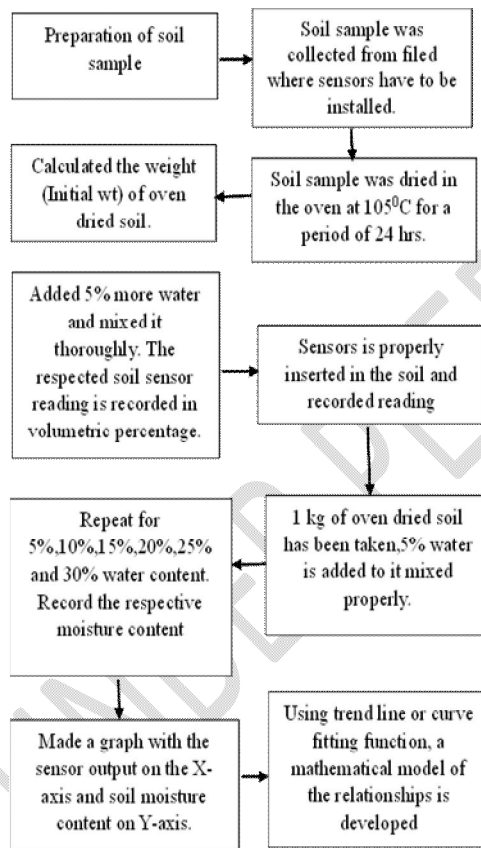 Preparation of soil
sample
Soil sample was
collected from filed
where sensors have to be
installed.
Calculated the weight
(Initial wt) of oven
dried soil.
Soil sample was dried in
the oven at 105⁰C for a
period of 24 hrs.
Added 5% more water
and mixed it
thoroughly. The
respected soil sensor
reading is recorded in
volumetric percentage.
Sensors is properly
inserted in the soil and
recorded reading
Repeat for
5%,10%,15%,20%,25%
and 30% water content.
Record the respective
moisture content
1 kg of oven dried soil
has been taken,5% water
is added to it mixed
properly.
Made a graph with the
sensor output on the X-
axis and soil moisture
content on Y-axis.
Using trend line or curve
fitting function, a
mathematical model of
the relationships is
developed